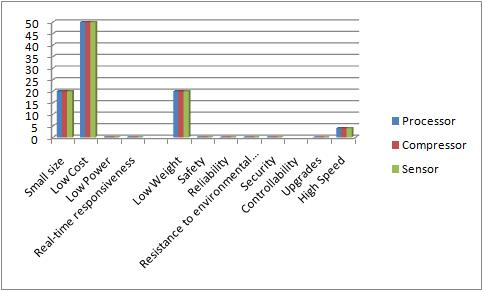 50
45
40
35
30
25
20
15
10
5
0
Small size
Low Cost
Low Power
Real-time responsiveness
Low Weight
Safety
Reliability
Resistance to environmental...
Security
Controllability
Upgrades
High Speed
Processor
Compressor
Sensor